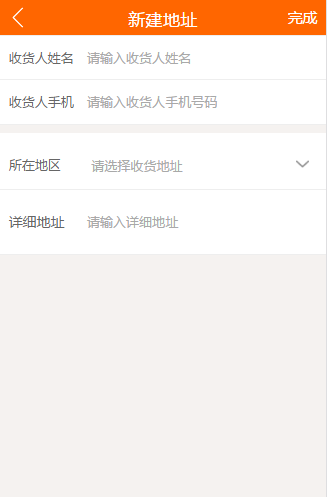 新建地址 完成
收货人姓名 请输入收货人姓名
收货人手机 请输入收货人手机号码
所在地区 请选择收货地址
详细地址 请输入详细地址